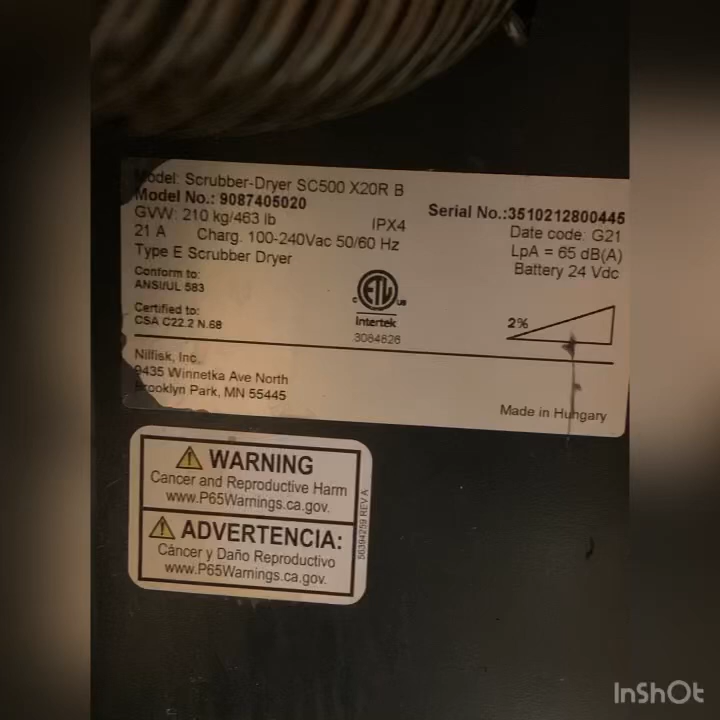 Model: Scrubber-Dryer SC500 X20R B
Model No.: 9087405020
GVW: 210 kg/463 lb
IPX4
21 A Charg. 100-240Vac 50/60 Hz
Type E Scrubber Dryer
Serial No.:3510212800445
Date code: G21
LpA = 65 dB(A)
Battery 24 Vdc
Conform to:
ANSI/UL 583
Certified to:
CSA C22.2 N.68
C ETL US
Intertek
3084828
2%
Nilfisk, Inc.
9435 Winnetka Ave North
Brooklyn Park, MN 55445
Made in Hungary
WARNING
Cancer and Reproductive Harm
www.P65Warnings.ca.gov.
ADVERTENCIA:
Cáncer y Daño Reproductivo
www.P65Warnings.ca.gov.
56394259 REV A
InShOt